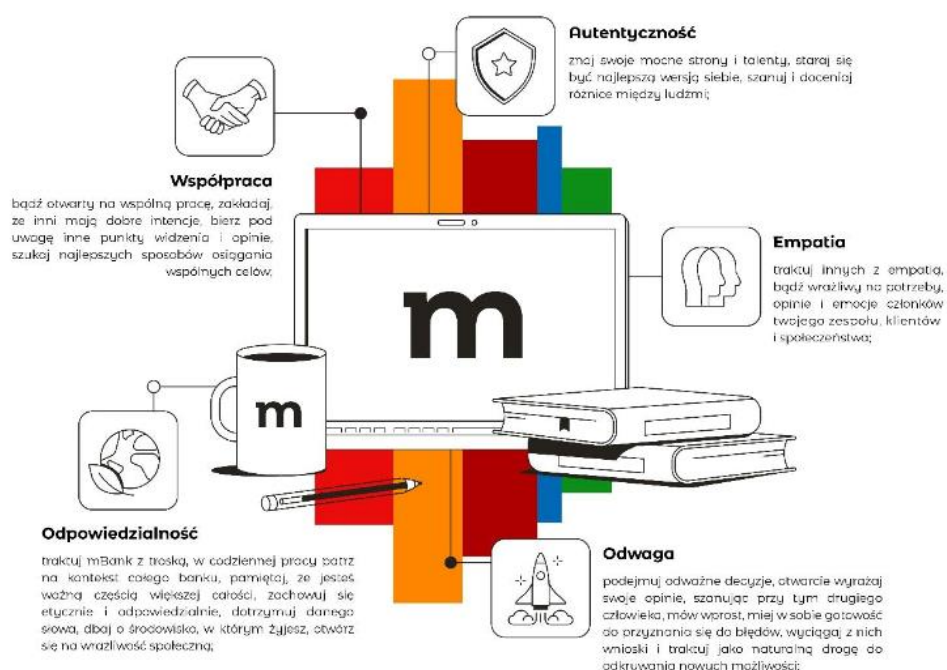 Autentyczność
znaj swoje mocne strony i talenty, staraj się
być najlepszą wersją siebie, szanuj i doceniaj
różnice między ludźmi;
Współpraca
bądź otwarty na wspólną pracę, zakładaj,
że inni mają dobre intencje, bierz pod
uwagę inne punkty widzenia i opinie,
szukaj najlepszych sposobów osiągania
wspólnych celów;
Empatia
traktuj innych z empatią,
bądź wrażliwy na potrzeby,
opinie i emocje członków
twojego zespołu, klientów
i społeczeństwa;
m
m
Odpowiedzialność
traktuj mBank z troską, w codziennej pracy patrz
na kontekst całego banku, pamiętaj, że jesteś
ważną częścią większej całości, zachowuj się
etycznie i odpowiedzialnie, dotrzymuj danego
słowa, dbaj o środowisko, w którym żyjesz, otwórz
się na wrażliwość społeczną;
Odwaga
podejmuj odważne decyzje, otwarcie wyrażaj
swoje opinie, szanując przy tym drugiego
człowieka, mów wprost, miej w sobie gotowość
do przyznania się do błędów, wyciągaj z nich
wnioski i traktuj jako naturalną drogę do
odkrywania nowych możliwości;